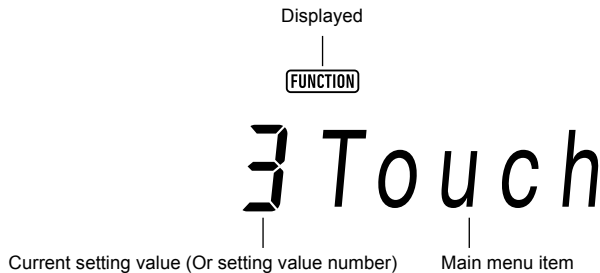 Displayed
FUNCTION
3 Touch
Current setting value (Or setting value number) Main menu item